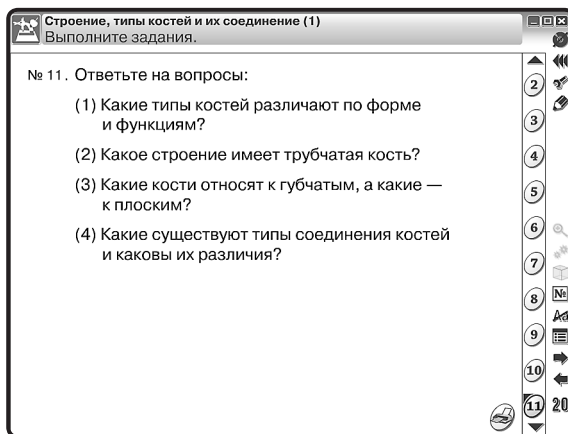 Строение, типы костей и их соединение (1)
Выполните задания.
№ 11. Ответьте на вопросы:
(1) Какие типы костей различают по форме
и функциям?
(2) Какое строение имеет трубчатая кость?
(3) Какие кости относят к губчатым, а какие —
к плоским?
(4) Какие существуют типы соединения костей
и каковы их различия?
2
3
4
5
6
7
8
9
10
11
№
Аа
20